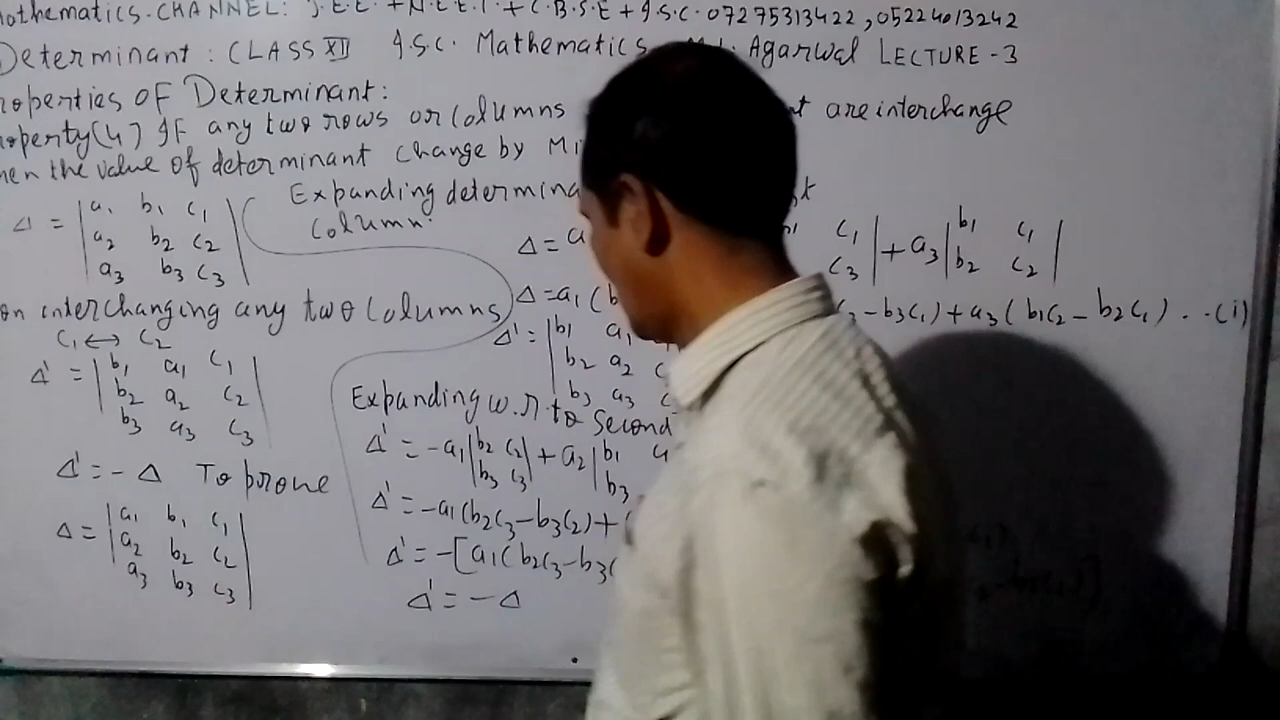 Mathematics. CHANNEL: J.E.E. + N.E.E.T. + C.B.S.E + I.S.C. 07275313422, 05224013242
Determinant: CLASS XII I.S.C. Mathematics Agarwal LECTURE - 3
roperties OF Determinant:
roperty(4) If any two rows or Columns are interchange
hen the value of determinant change by Mi
Δ = | a1 b1 c1 |
| a2 b2 c2 |
| a3 b3 c3 |
Expanding determina
Column.
Δ = a c1 | + a3 | b1 c1 |
c3 | | b2 c2 |
Δ = a1 (b - b3c1) + a3 (b1c2 - b2c1) ...(i)
on interchanging any two Columns
C1 ↔ C2
Δ' = | b1 a1 c1 |
| b2 a2 c2 |
| b3 a3 c3 |
Δ' = - Δ To prove
Δ = | a1 b1 c1 |
| a2 b2 c2 |
| a3 b3 c3 |
Δ' = | b1 a1
| b2 a2 c
| b3 a3 c
Expanding w.r.to Second
Δ' = -a1 | b2 c2 | + a2 | b1
| b3 c3 | | b3
Δ' = -a1(b2c3 - b3c2) +
Δ' = -[a1(b2c3 - b3c
Δ' = - Δ